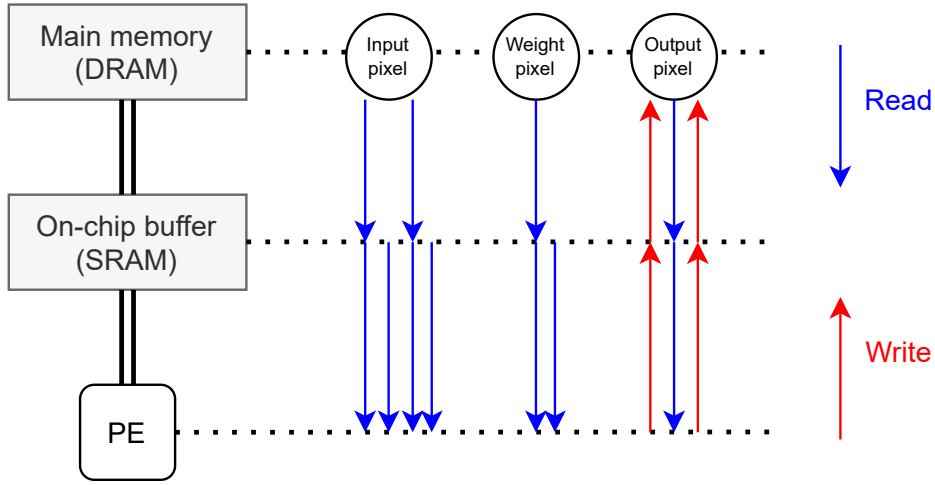 Main memory
(DRAM)
Input
pixel
Weight
pixel
Output
pixel
Read
On-chip buffer
(SRAM)
Write
PE